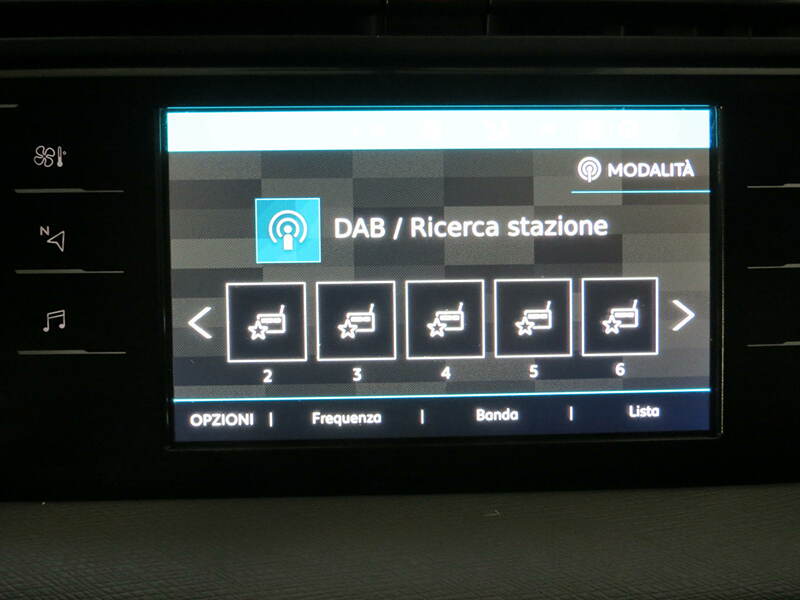 MODALITÀ
N
DAB / Ricerca stazione
2 3 4 5 6
OPZIONI | Frequenza | Banda | Lista